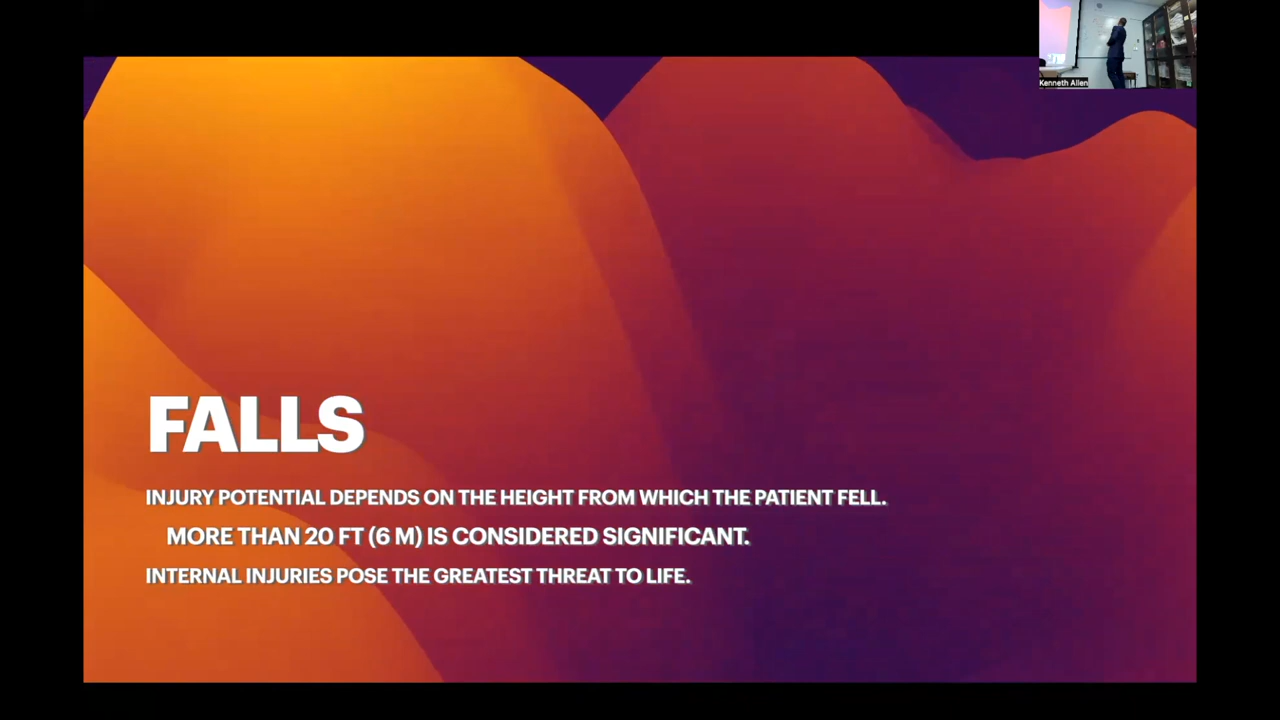 Kenneth Allen
FALLS
INJURY POTENTIAL DEPENDS ON THE HEIGHT FROM WHICH THE PATIENT FELL.
MORE THAN 20 FT (6 M) IS CONSIDERED SIGNIFICANT.
INTERNAL INJURIES POSE THE GREATEST THREAT TO LIFE.